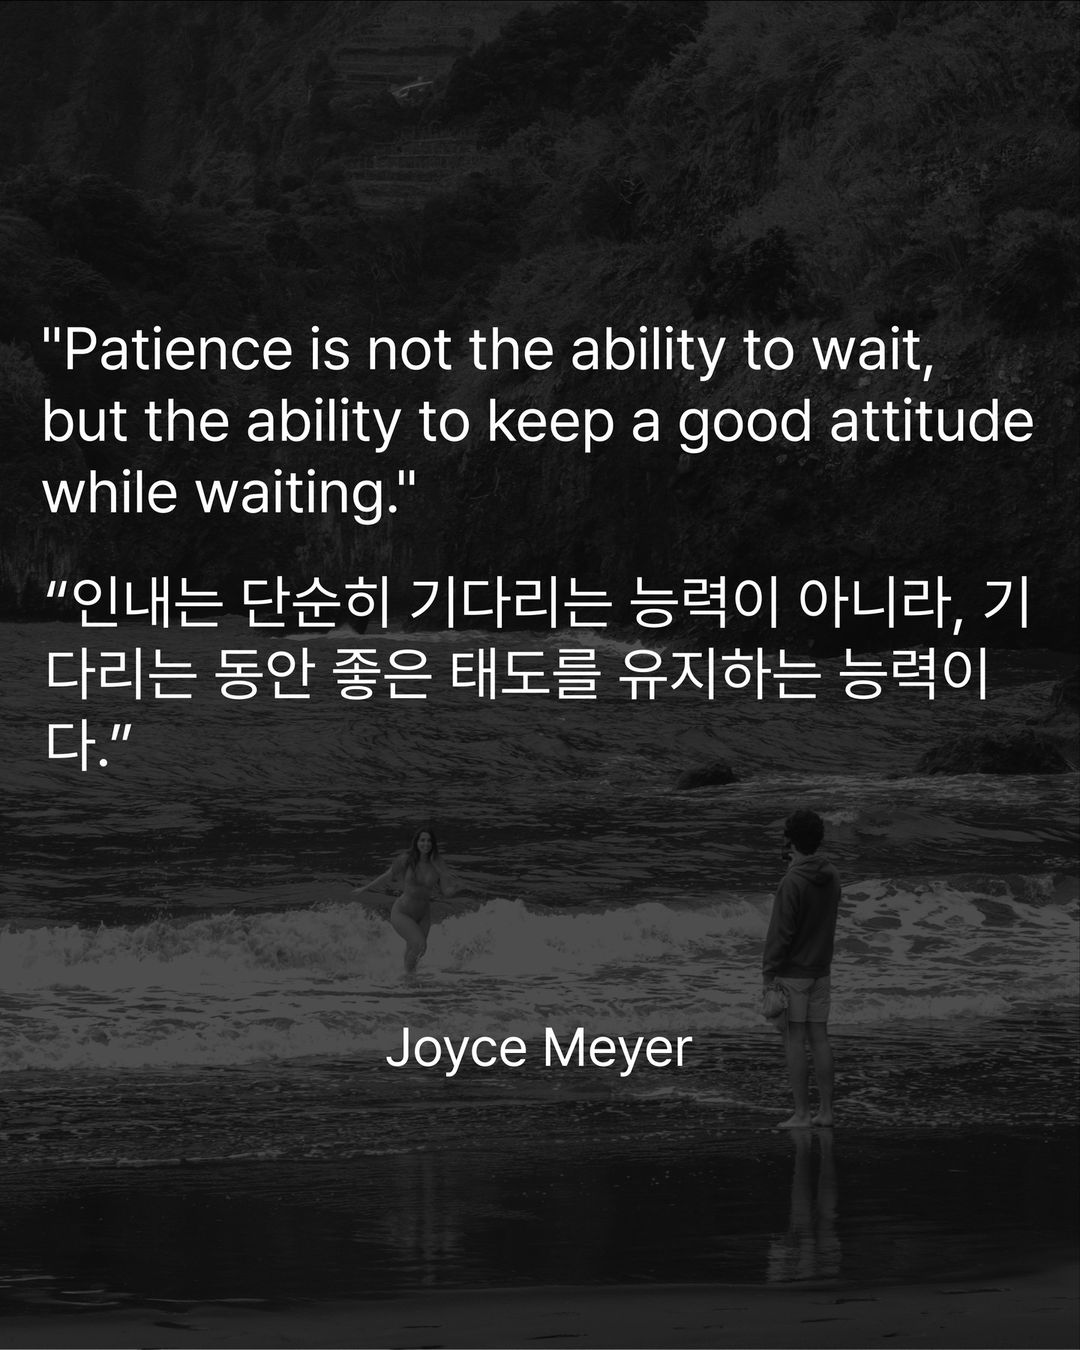 "Patience is not the ability to wait,
but the ability to keep a good attitude
while waiting."
“인내는 단순히 기다리는 능력이 아니라, 기
다리는 동안 좋은 태도를 유지하는 능력이
다.”
Joyce Meyer